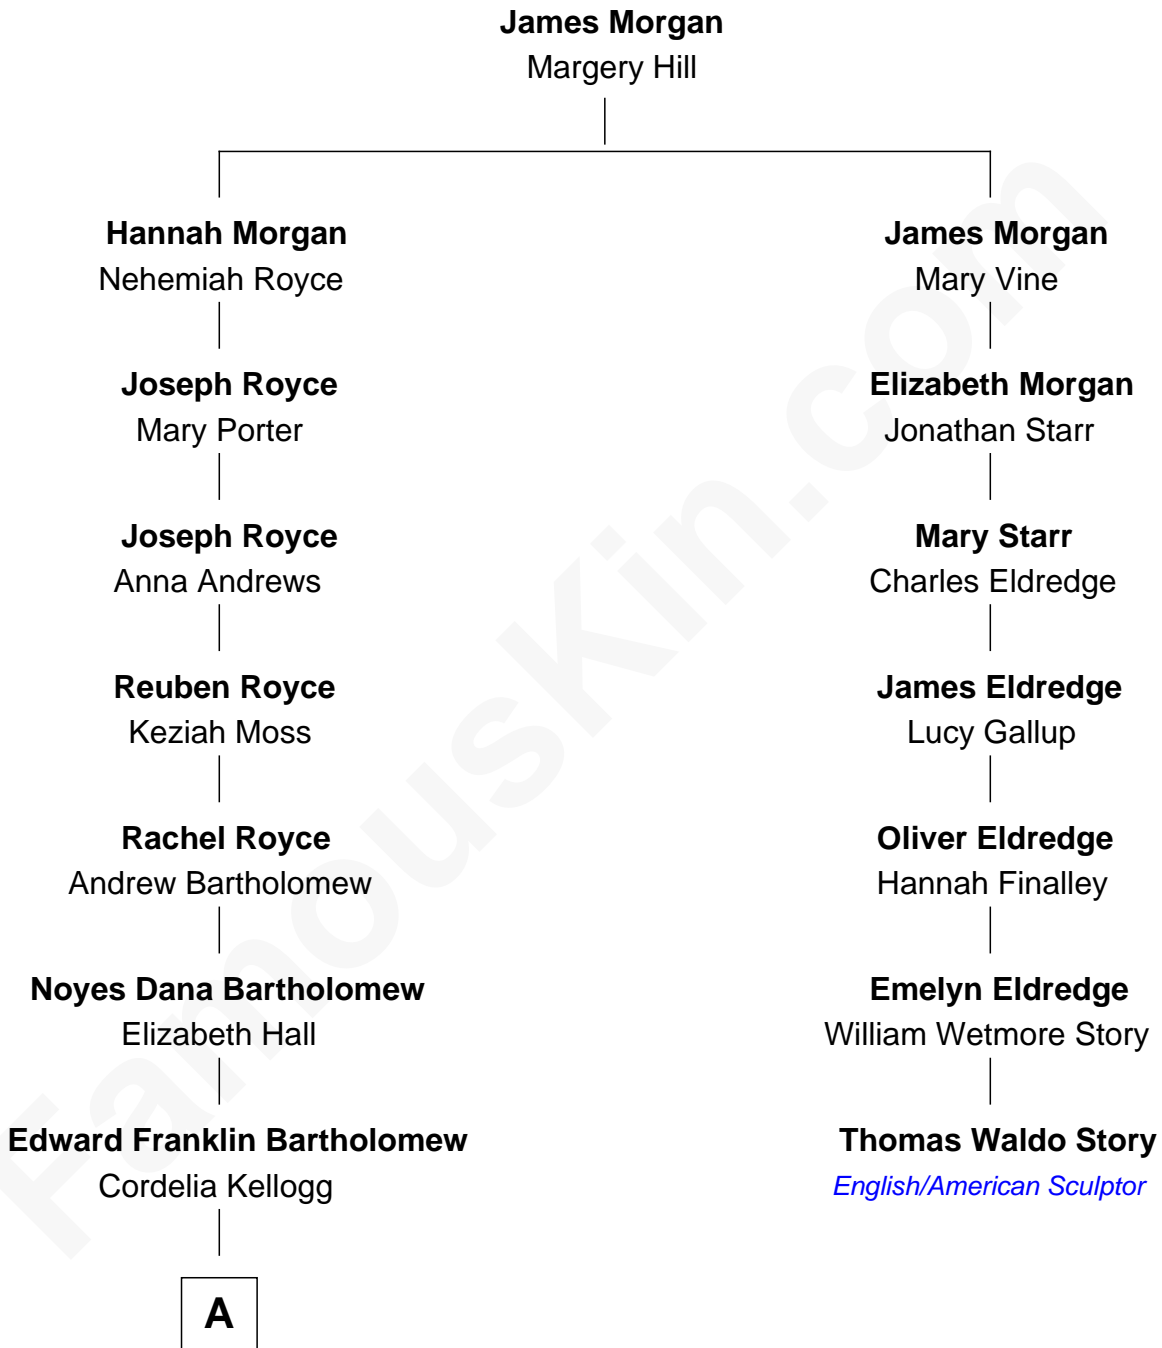 James Morgan
Margery Hill
Hannah Morgan
Nehemiah Royce
James Morgan
Mary Vine
Joseph Royce
Mary Porter
Elizabeth Morgan
Jonathan Starr
Joseph Royce
Anna Andrews
Mary Starr
Charles Eldredge
Reuben Royce
Keziah Moss
James Eldredge
Lucy Gallup
Rachel Royce
Andrew Bartholomew
Oliver Eldredge
Hannah Finalley
Noyes Dana Bartholomew
Elizabeth Hall
Emelyn Eldredge
William Wetmore Story
Edward Franklin Bartholomew
Cordelia Kellogg
Thomas Waldo Story
English/American Sculptor
A
FamousKin.com